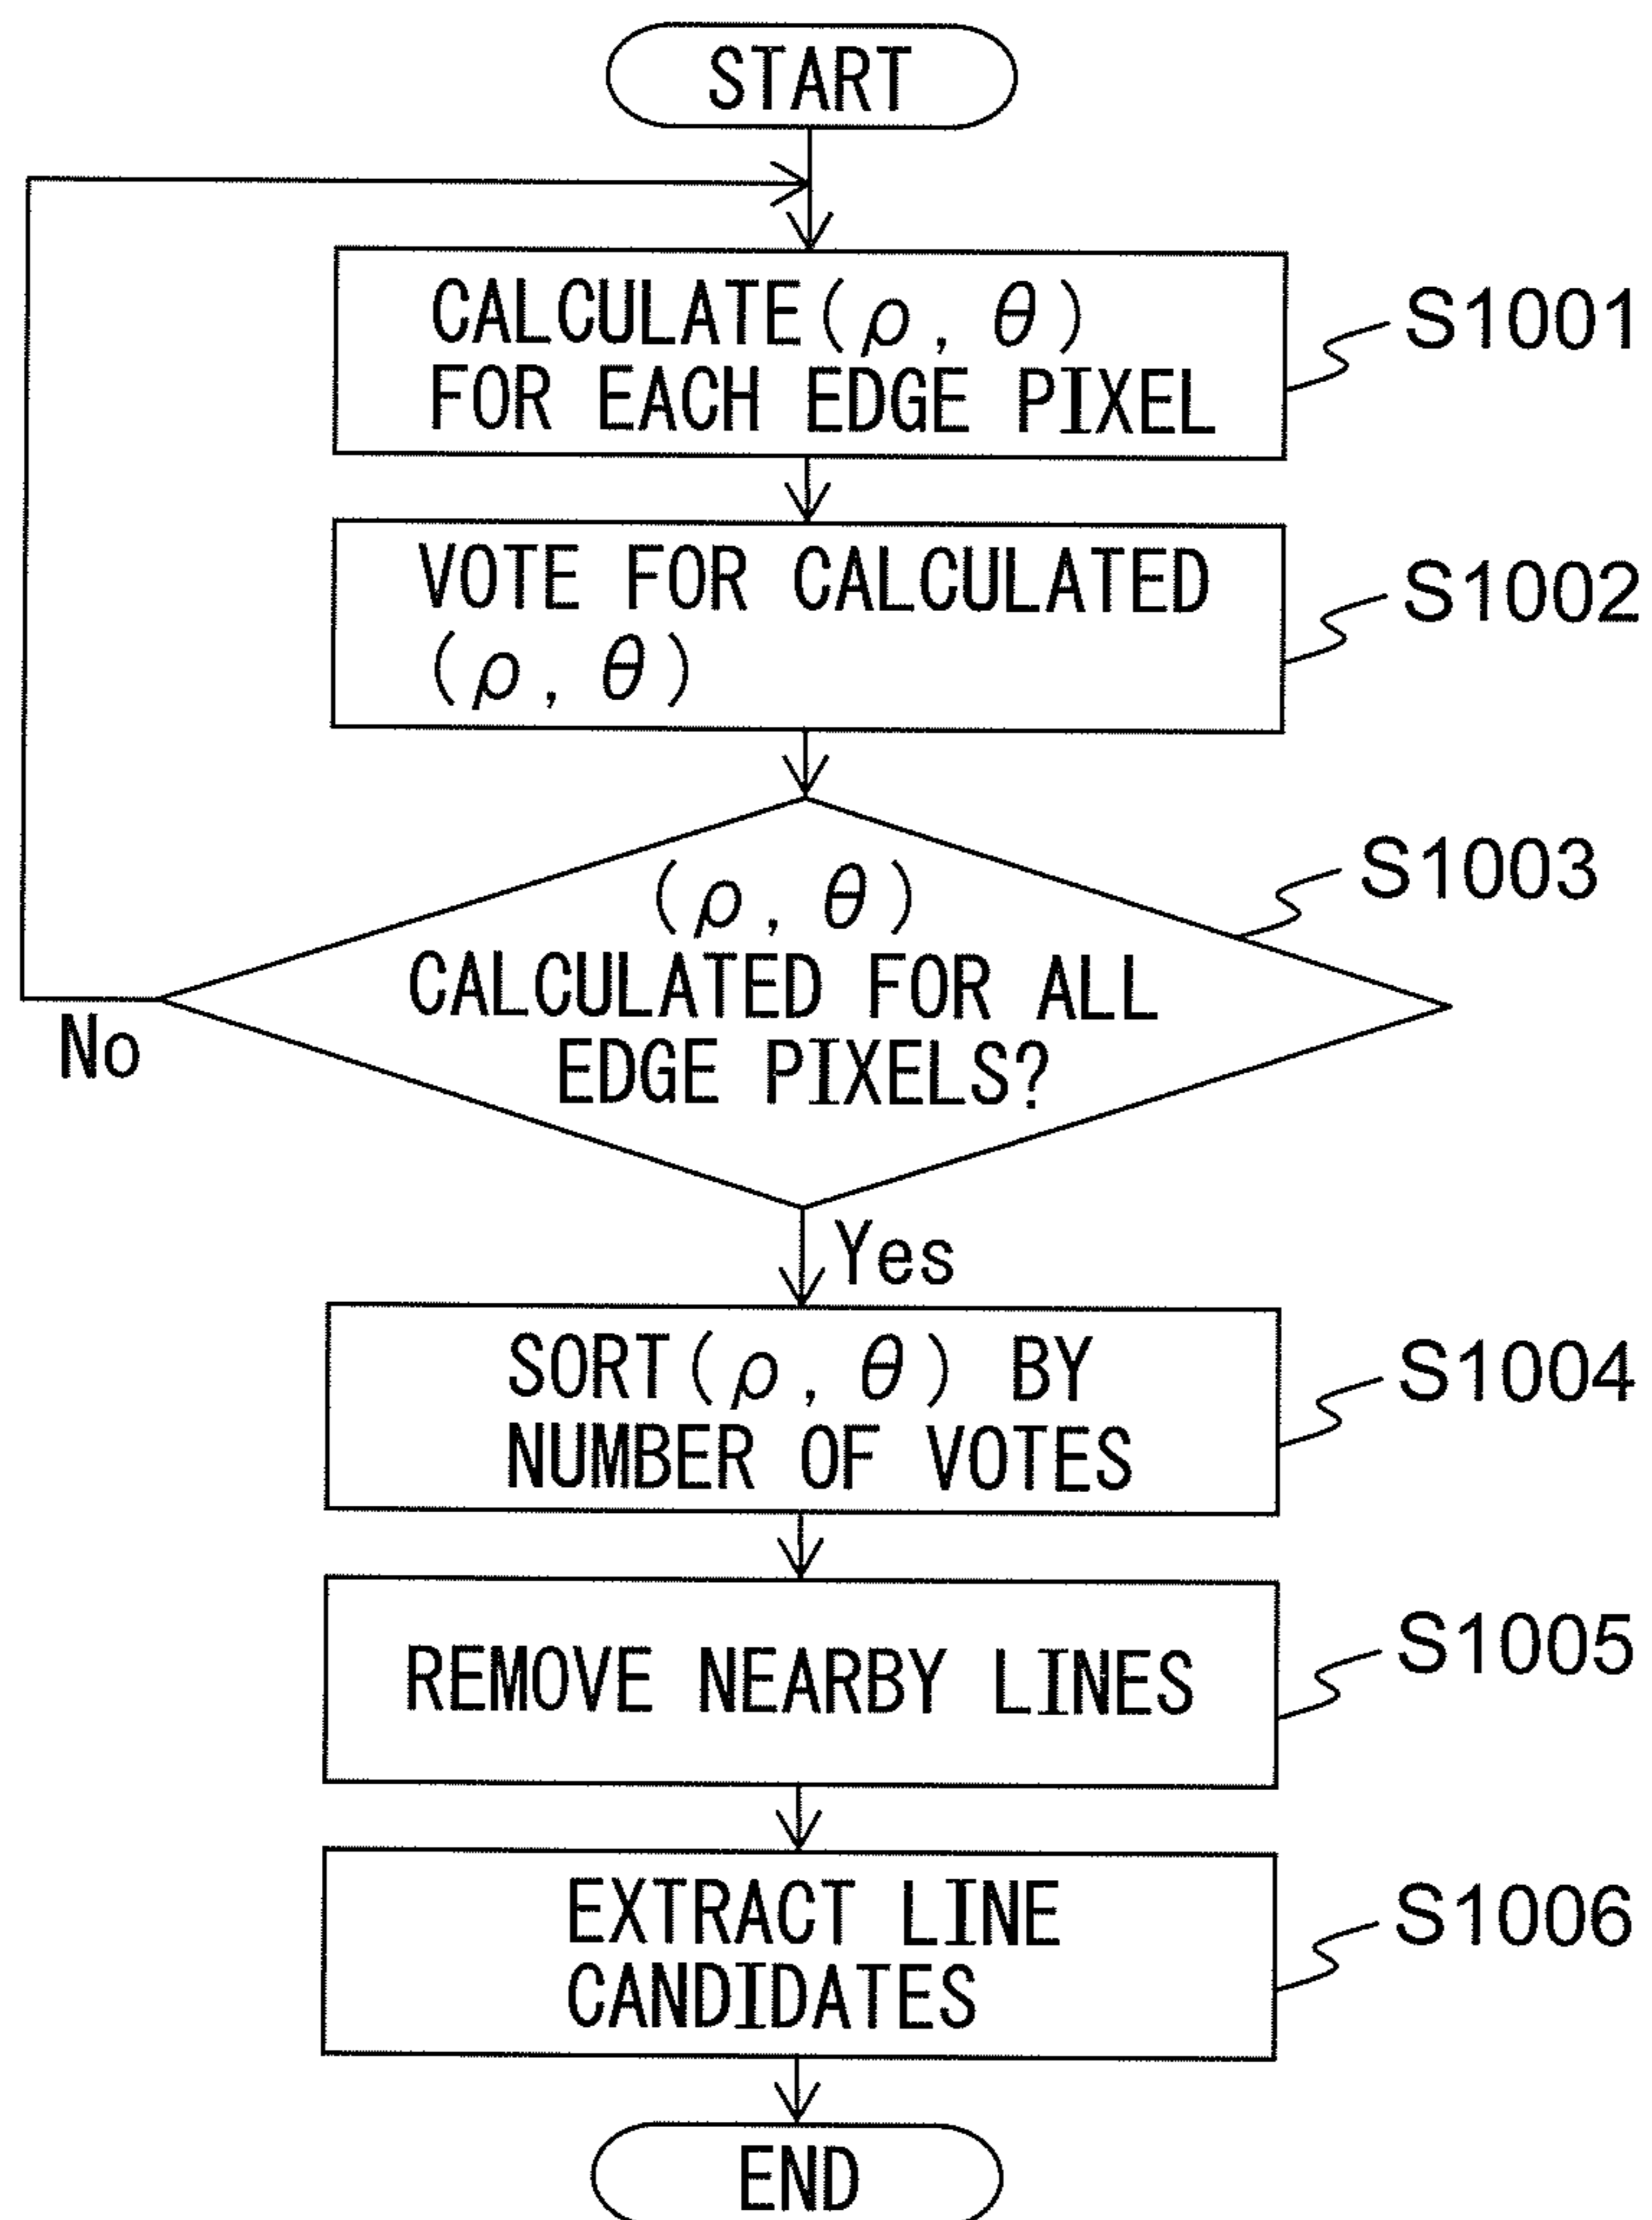 START
CALCULATE(ρ, θ)
FOR EACH EDGE PIXEL
S1001
VOTE FOR CALCULATED
(ρ, θ)
S1002
(ρ, θ)
CALCULATED FOR ALL
EDGE PIXELS?
S1003
No
Yes
SORT(ρ, θ) BY
NUMBER OF VOTES
S1004
REMOVE NEARBY LINES
S1005
EXTRACT LINE
CANDIDATES
S1006
END